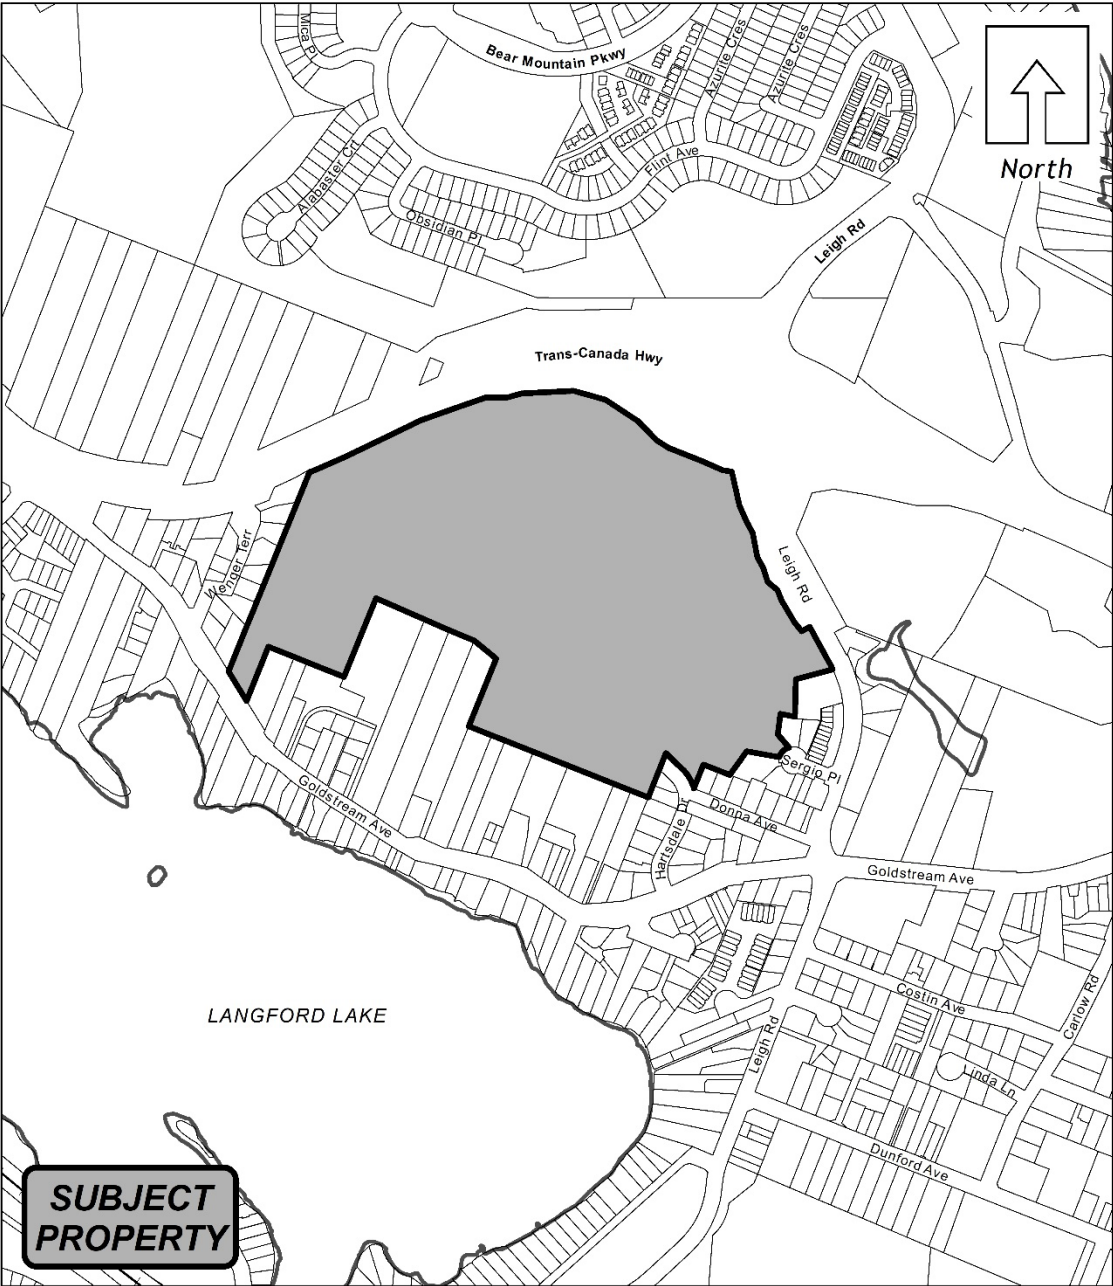 Mica Pl
Bear Mountain Pkwy
Azurite Cres
Azurite Cres
North
Alabaster Crt
Flint Ave
Obsidian Pl
Leigh Rd
Trans-Canada Hwy
Wenger Terr
Leigh Rd
Sergio Pl
Goldstream Ave
Donna Ave
Hartsdale Dr
Goldstream Ave
LANGFORD LAKE
Costin Ave
Carlow Rd
Leigh Rd
Linda Ln
Dunford Ave
SUBJECT
PROPERTY